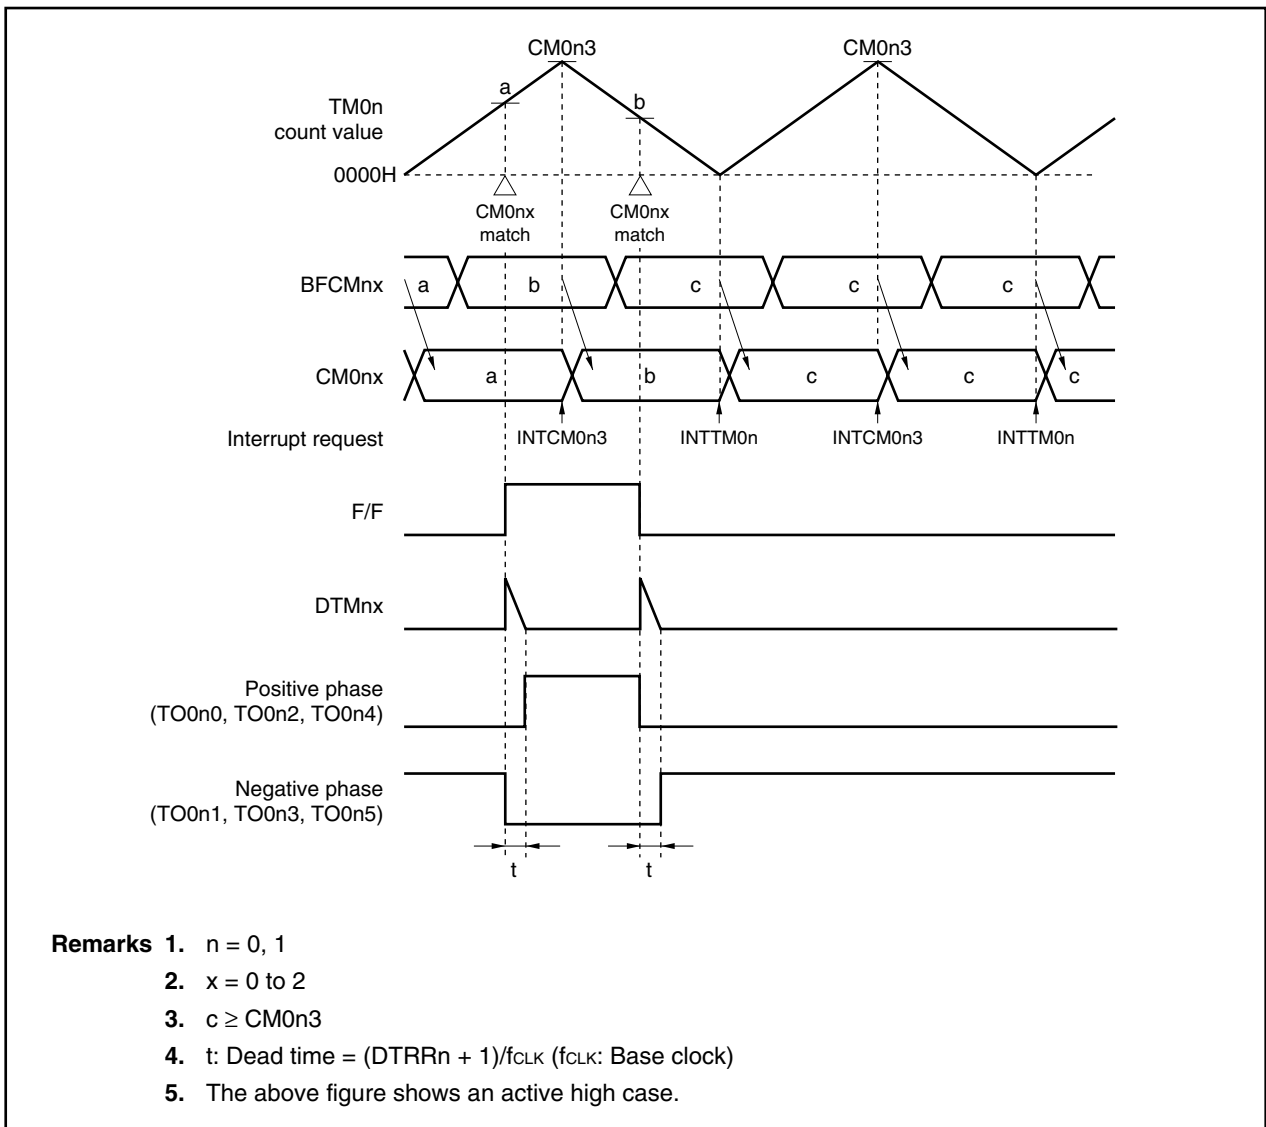 CM0n3 CM0n3
a
b
TM0n
count value
0000H
CM0nx
match
CM0nx
match
BFCMnx a b c c c
CM0nx a b c c c
Interrupt request INTCM0n3 INTTM0n INTCM0n3 INTTM0n
F/F
DTMnx
Positive phase
(TO0n0, TO0n2, TO0n4)
Negative phase
(TO0n1, TO0n3, TO0n5)
t t
Remarks 1. n = 0, 1
2. x = 0 to 2
3. c ≥ CM0n3
4. t: Dead time = (DTRRn + 1)/fCLK (fCLK: Base clock)
5. The above figure shows an active high case.